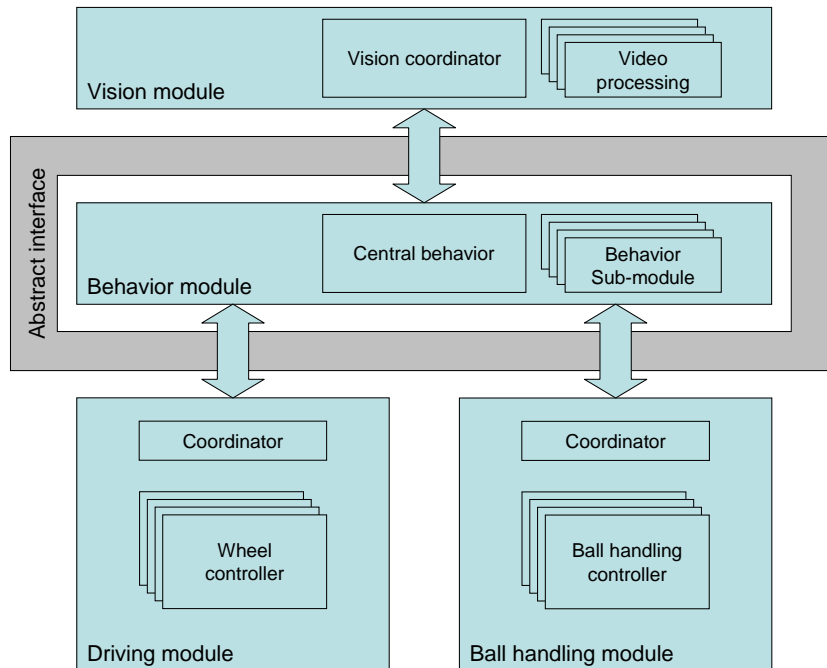 Vision coordinator
Video
processing
Vision module
Abstract interface
Central behavior
Behavior
Sub-module
Behavior module
Coordinator
Wheel
controller
Driving module
Coordinator
Ball handling
controller
Ball handling module